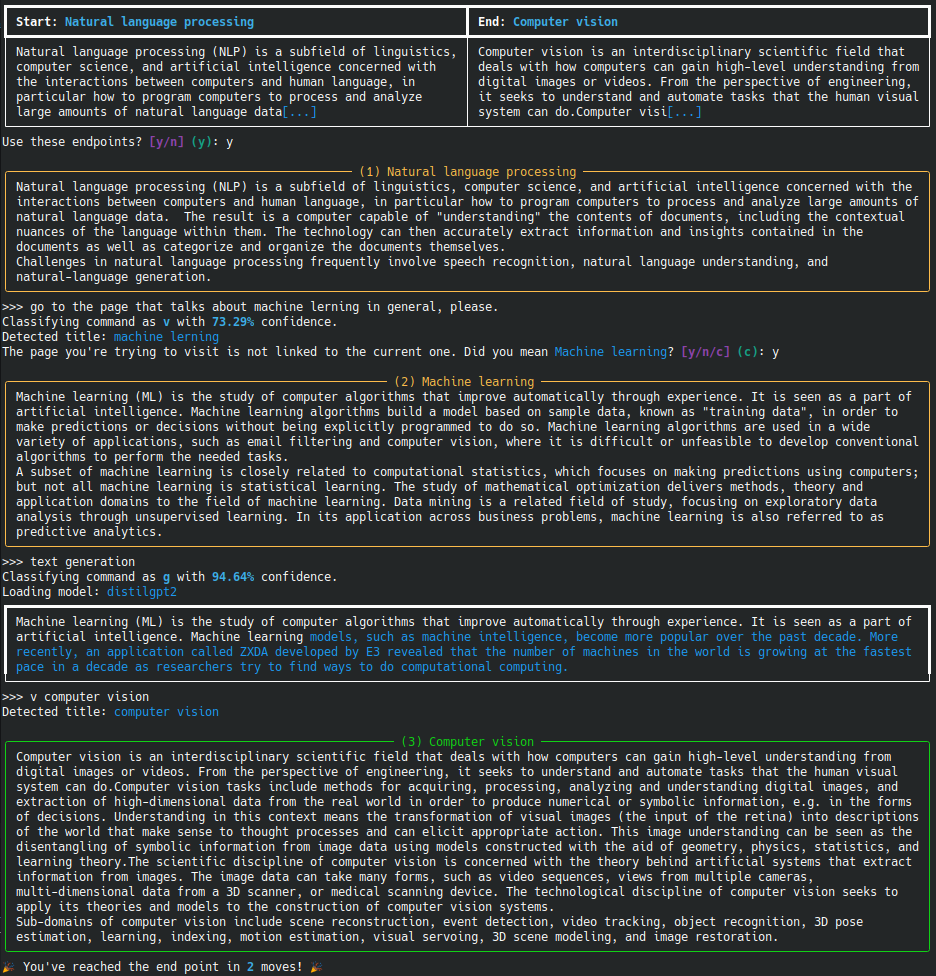 Start: Natural language processing
End: Computer vision
Natural language processing (NLP) is a subfield of linguistics,
computer science, and artificial intelligence concerned with
the interactions between computers and human language, in
particular how to program computers to process and analyze
large amounts of natural language data[...]
Computer vision is an interdisciplinary scientific field that
deals with how computers can gain high-level understanding from
digital images or videos. From the perspective of engineering,
it seeks to understand and automate tasks that the human visual
system can do.Computer visi[...]
Use these endpoints? [y/n] (y): y
(1) Natural language processing
Natural language processing (NLP) is a subfield of linguistics, computer science, and artificial intelligence concerned with the
interactions between computers and human language, in particular how to program computers to process and analyze large amounts of
natural language data.  The result is a computer capable of "understanding" the contents of documents, including the contextual
nuances of the language within them. The technology can then accurately extract information and insights contained in the
documents as well as categorize and organize the documents themselves.
Challenges in natural language processing frequently involve speech recognition, natural language understanding, and
natural-language generation.
>>> go to the page that talks about machine lerning in general, please.
Classifying command as v with 73.29% confidence.
Detected title: machine lerning
The page you're trying to visit is not linked to the current one. Did you mean Machine learning? [y/n/c] (c): y
(2) Machine learning
Machine learning (ML) is the study of computer algorithms that improve automatically through experience. It is seen as a part of
artificial intelligence. Machine learning algorithms build a model based on sample data, known as "training data", in order to
make predictions or decisions without being explicitly programmed to do so. Machine learning algorithms are used in a wide
variety of applications, such as email filtering and computer vision, where it is difficult or unfeasible to develop conventional
algorithms to perform the needed tasks.
A subset of machine learning is closely related to computational statistics, which focuses on making predictions using computers;
but not all machine learning is statistical learning. The study of mathematical optimization delivers methods, theory and
application domains to the field of machine learning. Data mining is a related field of study, focusing on exploratory data
analysis through unsupervised learning. In its application across business problems, machine learning is also referred to as
predictive analytics.
>>> text generation
Classifying command as g with 94.64% confidence.
Loading model: distilgpt2
Machine learning (ML) is the study of computer algorithms that improve automatically through experience. It is seen as a part of
artificial intelligence. Machine learning models, such as machine intelligence, become more popular over the past decade. More
recently, an application called ZXDA developed by E3 revealed that the number of machines in the world is growing at the fastest
pace in a decade as researchers try to find ways to do computational computing.
>>> v computer vision
Detected title: computer vision
(3) Computer vision
Computer vision is an interdisciplinary scientific field that deals with how computers can gain high-level understanding from
digital images or videos. From the perspective of engineering, it seeks to understand and automate tasks that the human visual
system can do.Computer vision tasks include methods for acquiring, processing, analyzing and understanding digital images, and
extraction of high-dimensional data from the real world in order to produce numerical or symbolic information, e.g. in the forms
of decisions. Understanding in this context means the transformation of visual images (the input of the retina) into descriptions
of the world that make sense to thought processes and can elicit appropriate action. This image understanding can be seen as the
disentangling of symbolic information from image data using models constructed with the aid of geometry, physics, statistics, and
learning theory.The scientific discipline of computer vision is concerned with the theory behind artificial systems that extract
information from images. The image data can take many forms, such as video sequences, views from multiple cameras,
multi-dimensional data from a 3D scanner, or medical scanning device. The technological discipline of computer vision seeks to
apply its theories and models to the construction of computer vision systems.
Sub-domains of computer vision include scene reconstruction, event detection, video tracking, object recognition, 3D pose
estimation, learning, indexing, motion estimation, visual servoing, 3D scene modeling, and image restoration.
🎉 You've reached the end point in 2 moves! 🎉